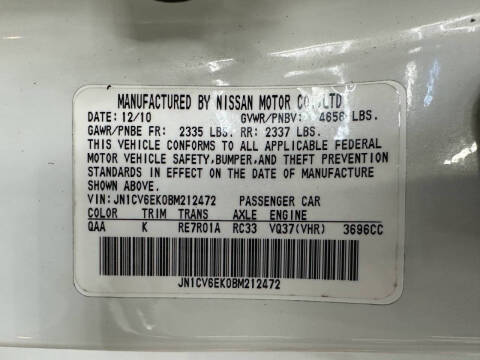 MANUFACTURED BY NISSAN MOTOR CO.,LTD
DATE: 12/10 GVWR/PNBV: 4656 LBS.
GAWR/PNBE FR: 2335 LBS. RR: 2337 LBS.
THIS VEHICLE CONFORMS TO ALL APPLICABLE FEDERAL
MOTOR VEHICLE SAFETY,BUMPER,AND THEFT PREVENTION
STANDARDS IN EFFECT ON THE DATE OF MANUFACTURE
SHOWN ABOVE.
VIN: JN1CV6EK0BM212472 PASSENGER CAR
COLOR TRIM TRANS AXLE ENGINE
QAA K RE7R01A RC33 VQ37(VHR) 3696CC
JN1CV6EK0BM212472